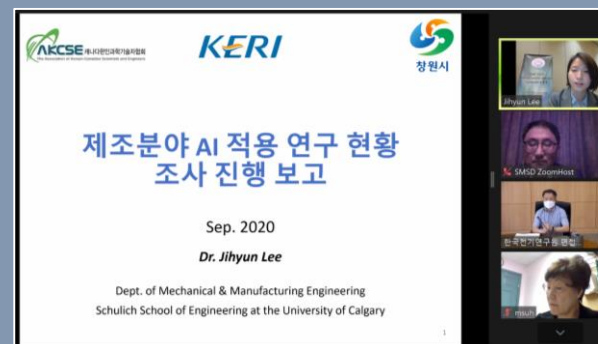 AKCSE 캐나다한인과학기술자협회
The Association of Korean-Canadian Scientists and Engineers
KERI
창원시
제조분야 AI 적용 연구 현황
조사 진행 보고
Sep. 2020
Dr. Jihyun Lee
Dept. of Mechanical & Manufacturing Engineering
Schulich School of Engineering at the University of Calgary
1
Jihyun Lee
SMSD ZoomHost
한국전기연구원
msuh